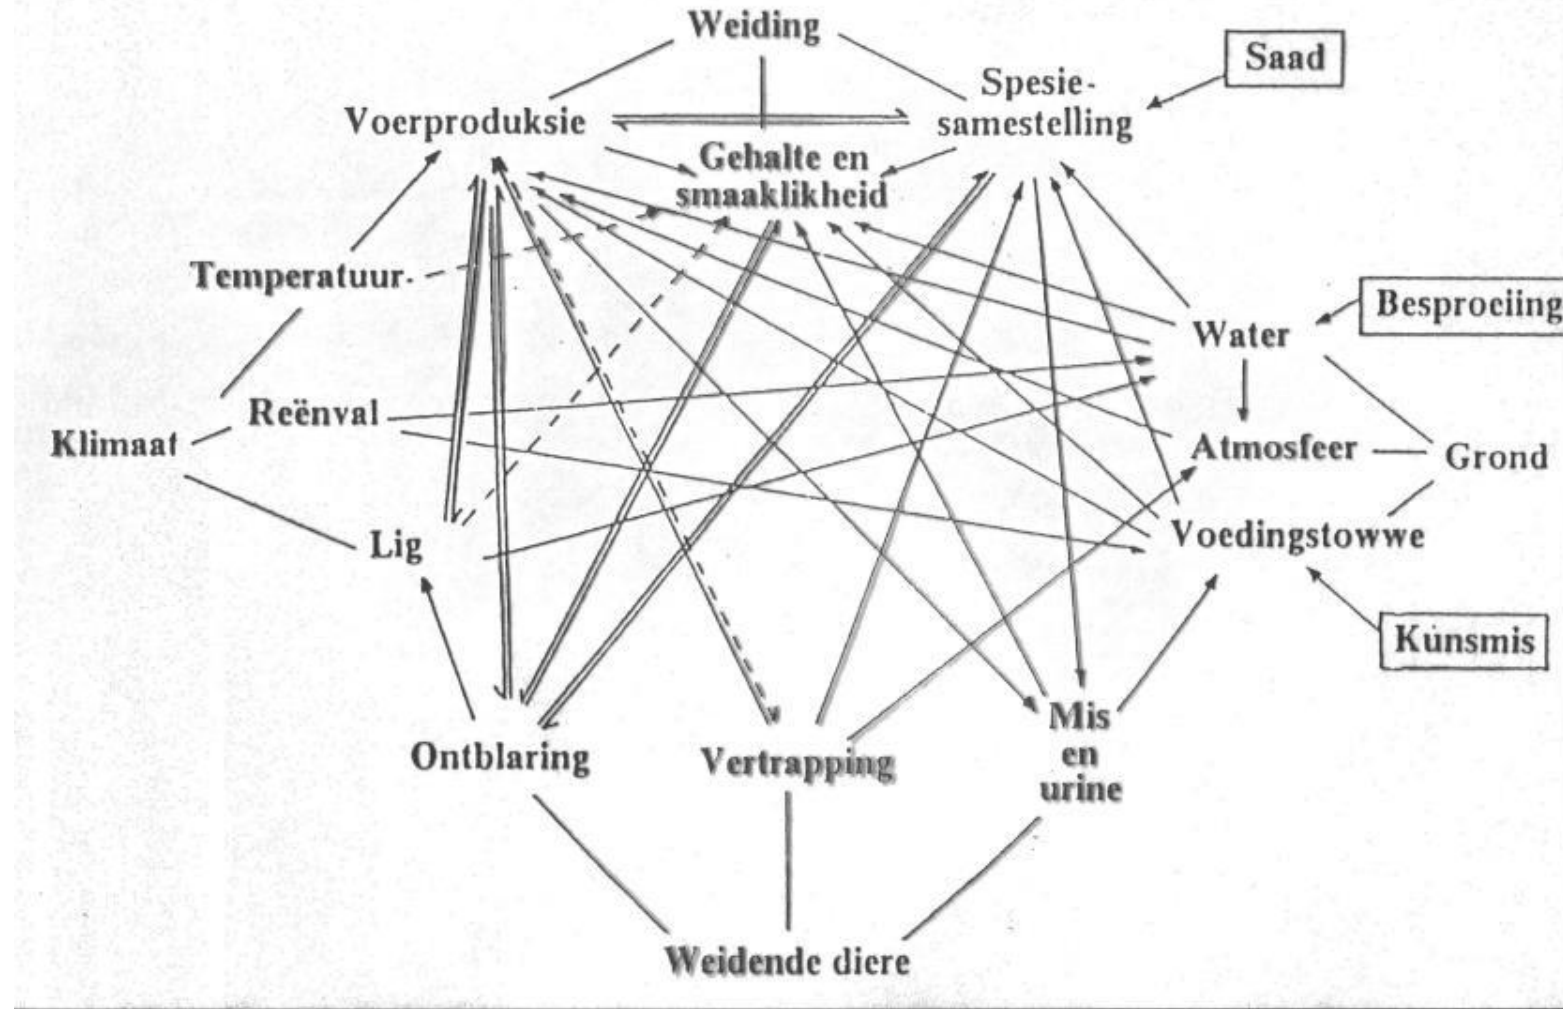 Weiding
Saad
Spesie-
samestelling
Voerproduksie
Gehalte en
smaaklikheid
Temperatuur
Besproeiing
Water
Reënval
Klimaat
Atmosfeer
Grond
Lig
Voedingstowwe
Kunsmis
Ontblaring
Vertrapping
Mis
en
urine
Weidende diere